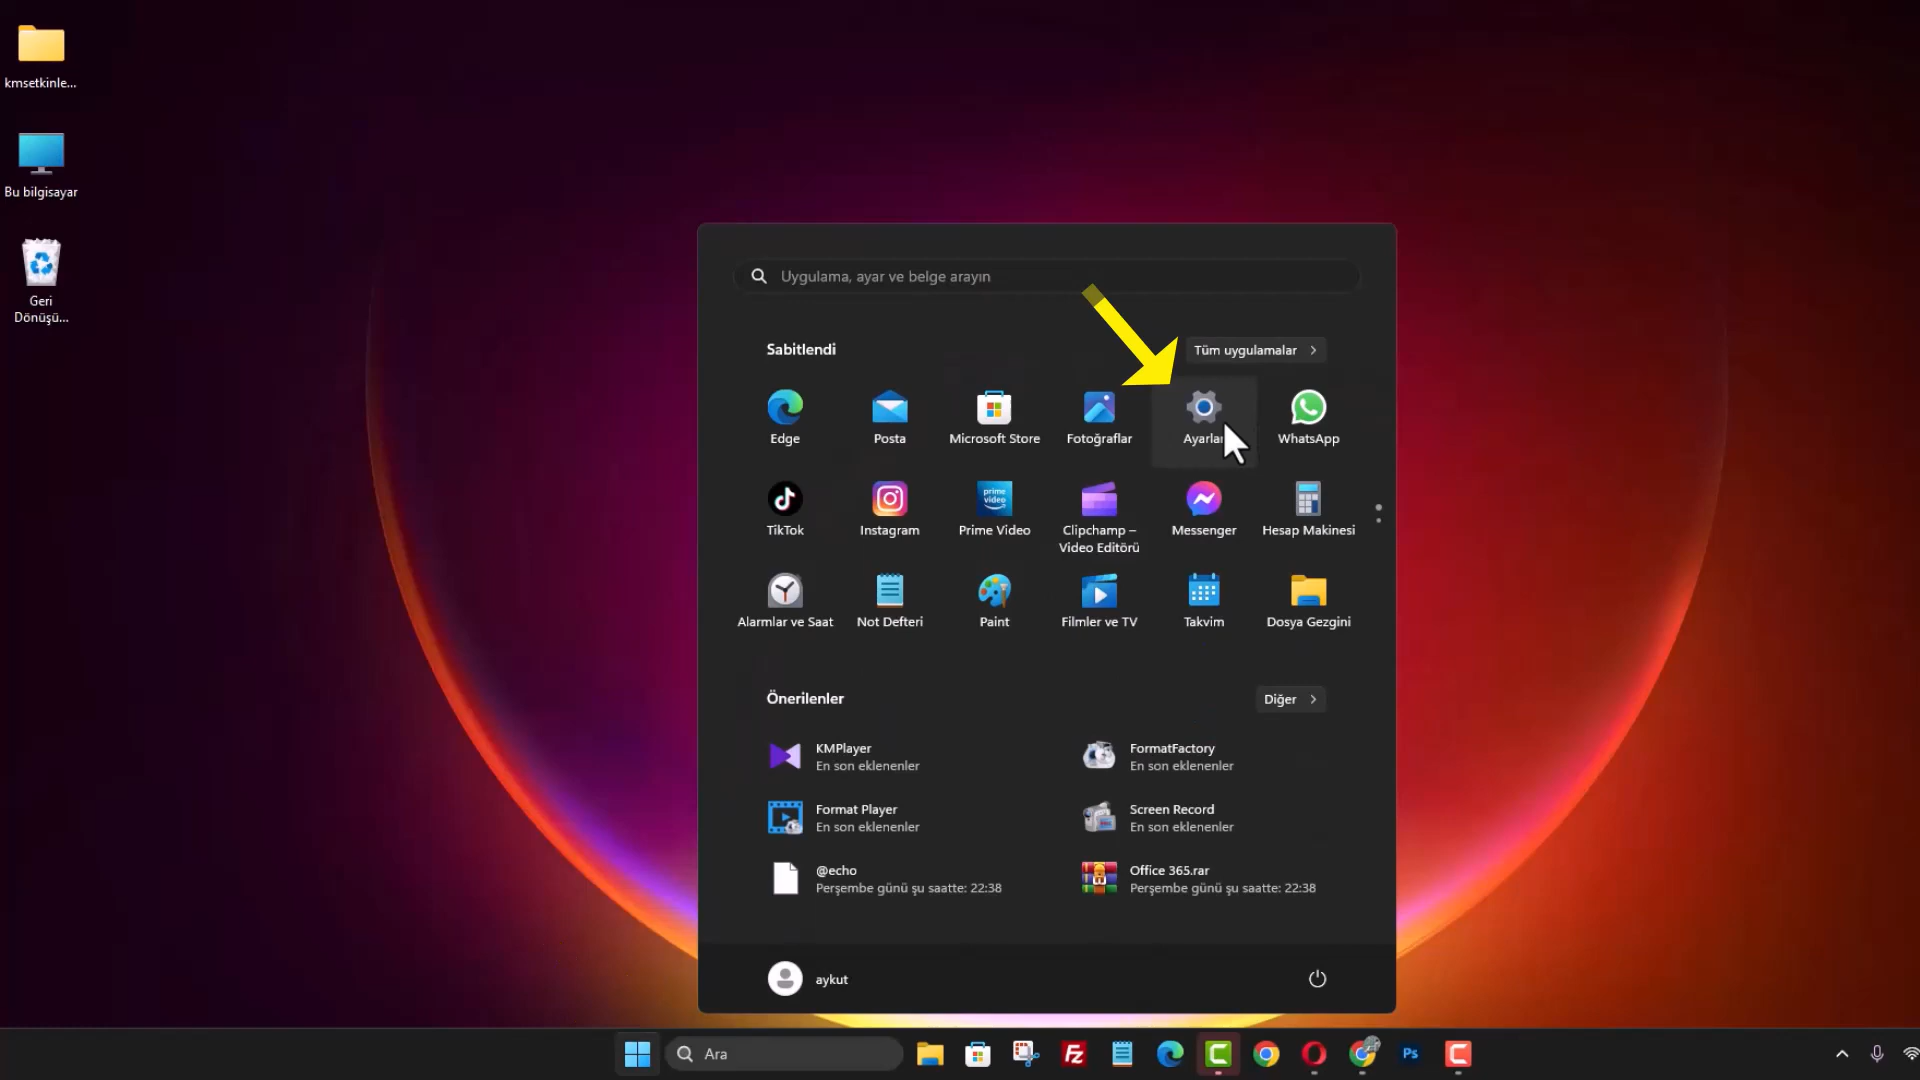 kmsetkinle...
Bu bilgisayar
Geri
Dönüşü...
Uygulama, ayar ve belge arayın
Sabitlendi
Tüm uygulamalar
Edge
Posta
Microsoft Store
Fotoğraflar
Ayarlar
WhatsApp
TikTok
Instagram
prime
video
Prime Video
Clipchamp –
Video Editörü
Messenger
Hesap Makinesi
Alarmlar ve Saat
Not Defteri
Paint
Filmler ve TV
Takvim
Dosya Gezgini
Önerilenler
Diğer
KMPlayer
En son eklenenler
FormatFactory
En son eklenenler
Format Player
En son eklenenler
Screen Record
En son eklenenler
@echo
Perşembe günü şu saatte: 22:38
Office 365.rar
Perşembe günü şu saatte: 22:38
aykut
Ara
Fz
Ps